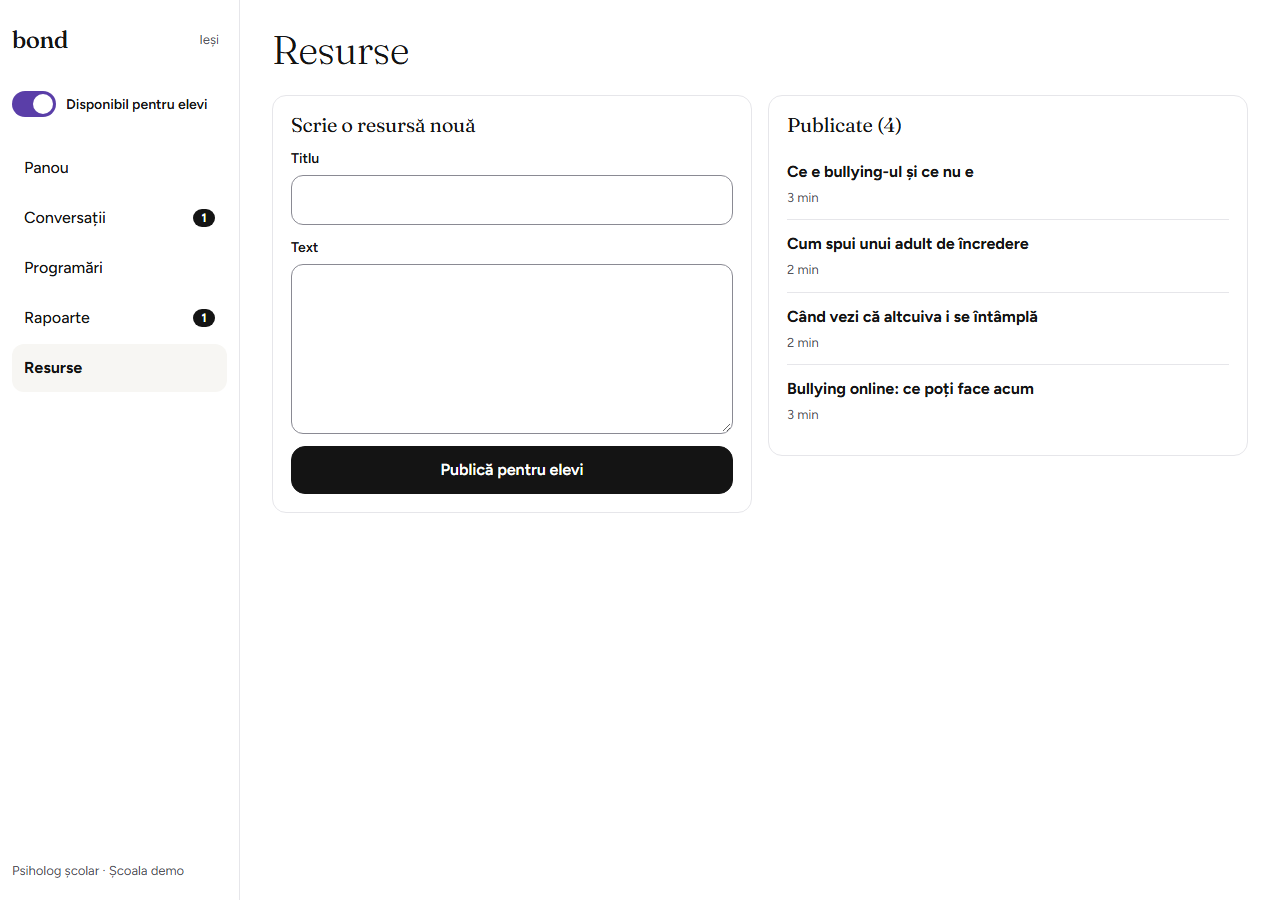 bond
Ieși
Disponibil pentru elevi
Panou
Conversații 1
Programări
Rapoarte 1
Resurse
Psiholog școlar · Școala demo
Resurse
Scrie o resursă nouă
Titlu
Text
Publică pentru elevi
Publicate (4)
Ce e bullying-ul și ce nu e
3 min
Cum spui unui adult de încredere
2 min
Când vezi că altcuiva i se întâmplă
2 min
Bullying online: ce poți face acum
3 min